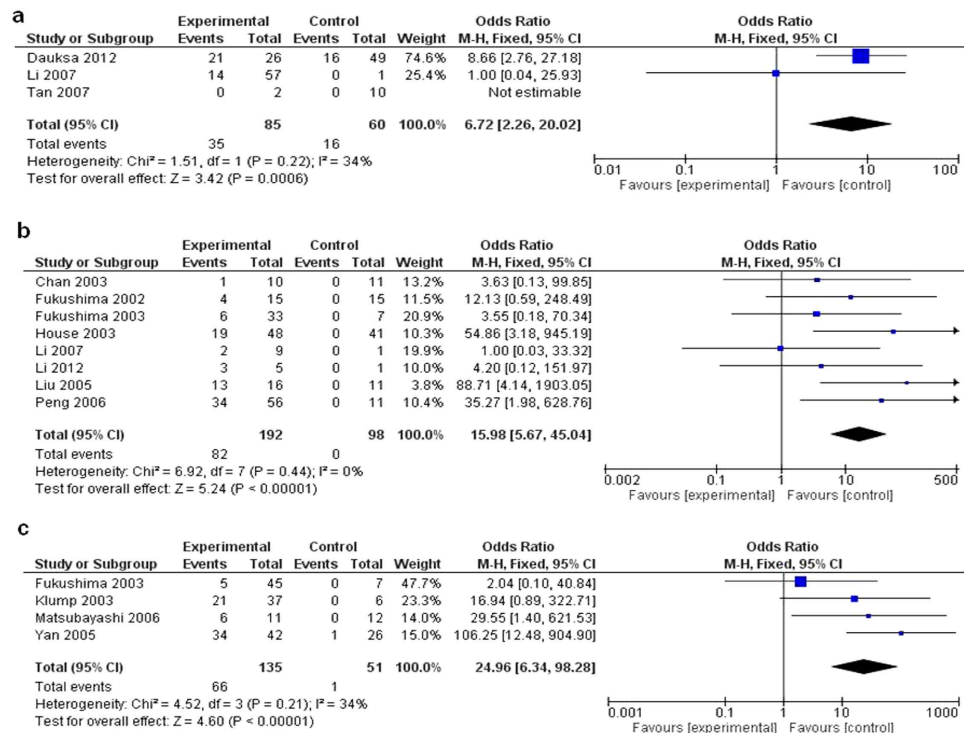 a
Experimental Control Odds Ratio Odds Ratio
Study or Subgroup Events Total Events Total Weight M-H, Fixed, 95% CI M-H, Fixed, 95% CI
Dauksa 2012 21 26 16 49 74.6% 8.66 [2.76, 27.18]
Li 2007 14 57 0 1 25.4% 1.00 [0.04, 25.93]
Tan 2007 0 2 0 10 Not estimable
Total (95% CI) 85 60 100.0% 6.72 [2.26, 20.02]
Total events 35 16
Heterogeneity: Chi² = 1.51, df = 1 (P = 0.22); I² = 34%
Test for overall effect: Z = 3.42 (P = 0.0006)
0.01 0.1 1 10 100
Favours [experimental] Favours [control]
b
Experimental Control Odds Ratio Odds Ratio
Study or Subgroup Events Total Events Total Weight M-H, Fixed, 95% CI M-H, Fixed, 95% CI
Chan 2003 1 10 0 11 13.2% 3.63 [0.13, 99.85]
Fukushima 2002 4 15 0 15 11.5% 12.13 [0.59, 248.49]
Fukushima 2003 6 33 0 7 20.9% 3.55 [0.18, 70.34]
House 2003 19 48 0 41 10.3% 54.86 [3.18, 945.19]
Li 2007 2 9 0 1 19.9% 1.00 [0.03, 33.32]
Li 2012 3 5 0 1 10.0% 4.20 [0.12, 151.97]
Liu 2005 13 16 0 11 3.8% 88.71 [4.14, 1903.05]
Peng 2006 34 56 0 11 10.4% 35.27 [1.98, 628.76]
Total (95% CI) 192 98 100.0% 15.98 [5.67, 45.04]
Total events 82 0
Heterogeneity: Chi² = 6.92, df = 7 (P = 0.44); I² = 0%
Test for overall effect: Z = 5.24 (P < 0.00001)
0.002 0.1 1 10 500
Favours [experimental] Favours [control]
c
Experimental Control Odds Ratio Odds Ratio
Study or Subgroup Events Total Events Total Weight M-H, Fixed, 95% CI M-H, Fixed, 95% CI
Fukushima 2003 5 45 0 7 47.7% 2.04 [0.10, 40.84]
Klump 2003 21 37 0 6 23.3% 16.94 [0.89, 322.71]
Matsubayashi 2006 6 11 0 12 14.0% 29.55 [1.40, 621.53]
Yan 2005 34 42 1 26 15.0% 106.25 [12.48, 904.90]
Total (95% CI) 135 51 100.0% 24.96 [6.34, 98.28]
Total events 66 1
Heterogeneity: Chi² = 4.52, df = 3 (P = 0.21); I² = 34%
Test for overall effect: Z = 4.60 (P < 0.00001)
0.001 0.1 1 10 1000
Favours [experimental] Favours [control]